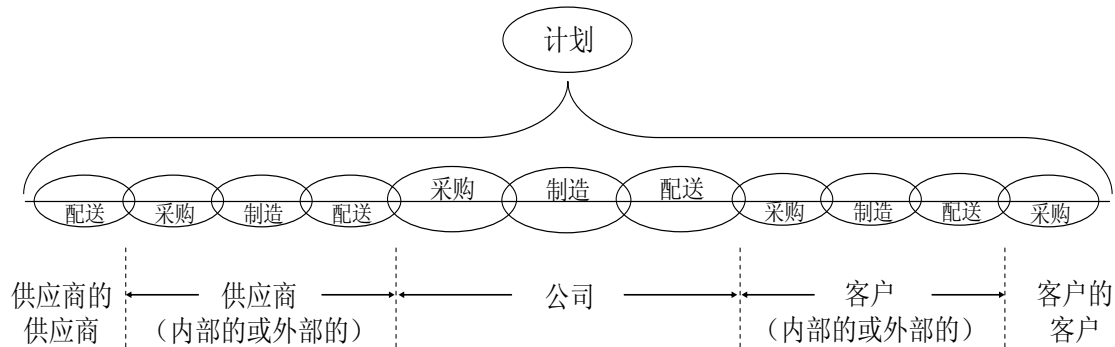 计划
配送
采购
制造
配送
采购
制造
配送
采购
制造
配送
采购
供应商的
供应商
供应商
（内部的或外部的）
公司
客户
（内部的或外部的）
客户的
客户